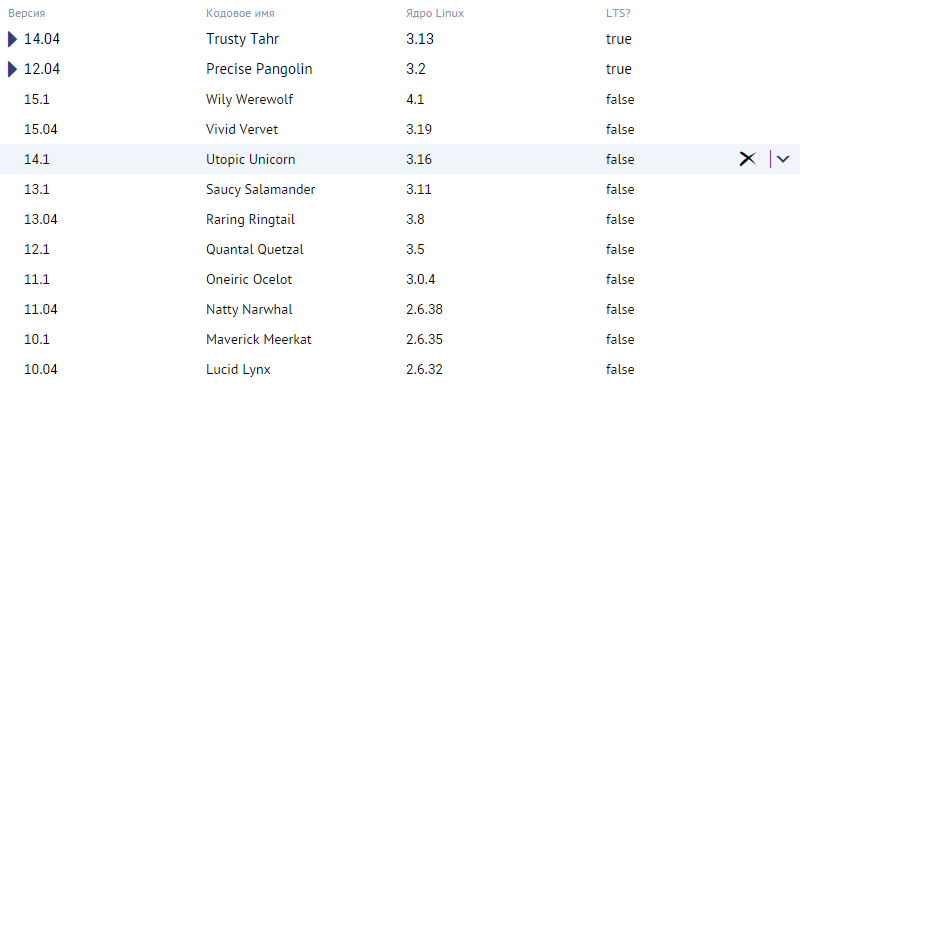 Версия Кодовое имя Ядро Linux LTS?
14.04 Trusty Tahr 3.13 true
12.04 Precise Pangolin 3.2 true
15.1 Wily Werewolf 4.1 false
15.04 Vivid Vervet 3.19 false
14.1 Utopic Unicorn 3.16 false
13.1 Saucy Salamander 3.11 false
13.04 Raring Ringtail 3.8 false
12.1 Quantal Quetzal 3.5 false
11.1 Oneiric Ocelot 3.0.4 false
11.04 Natty Narwhal 2.6.38 false
10.1 Maverick Meerkat 2.6.35 false
10.04 Lucid Lynx 2.6.32 false